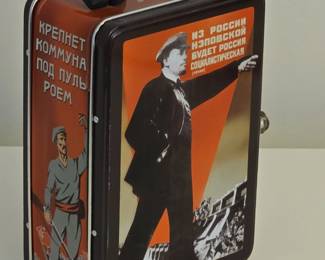 КРЕПНЕТ
КОММУНА
ПОД ПУЛЬ
РОЕМ
ИЗ РОССИИ
НЭПОВСКОЙ
БУДЕТ РОССИЯ
СОЦИАЛИСТИЧЕСКАЯ